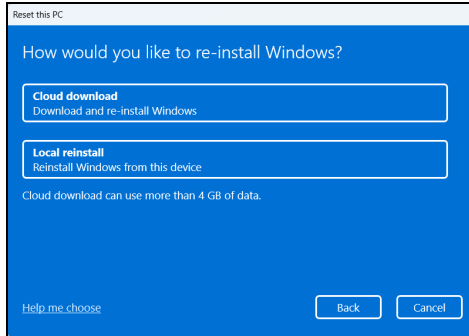 Reset this PC
How would you like to re-install Windows?
Cloud download
Download and re-install Windows
Local reinstall
Reinstall Windows from this device
Cloud download can use more than 4 GB of data.
Help me choose
Back
Cancel